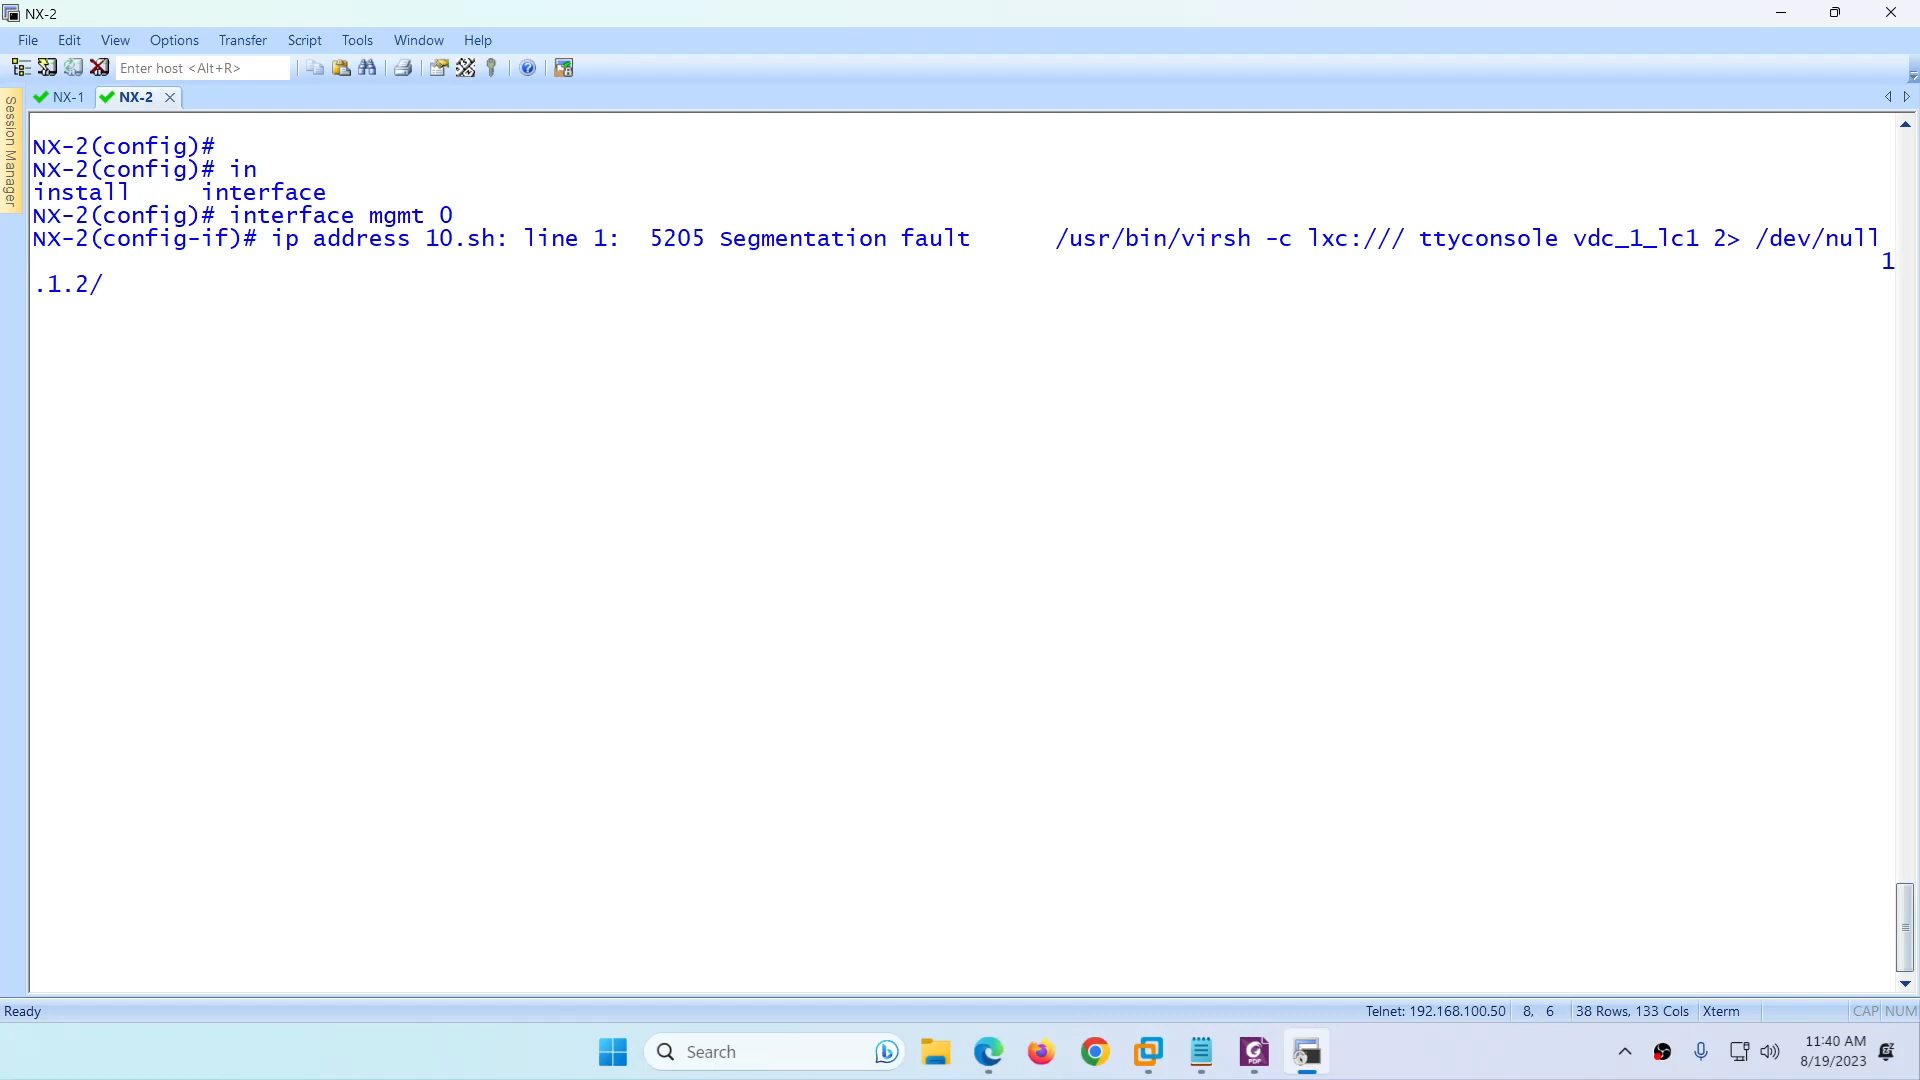 NX-2
File Edit View Options Transfer Script Tools Window Help
Enter host <Alt+R>
NX-1 NX-2
Session Manager
NX-2(config)#
NX-2(config)# in
install interface
NX-2(config)# interface mgmt 0
NX-2(config-if)# ip address 10.sh: line 1: 5205 Segmentation fault /usr/bin/virsh -c lxc:/// ttyconsole vdc_1_lc1 2> /dev/null
1
.1.2/
Ready Telnet: 192.168.100.50 8, 6 38 Rows, 133 Cols Xterm CAP NUM
Search
PDF
11:40 AM
8/19/2023